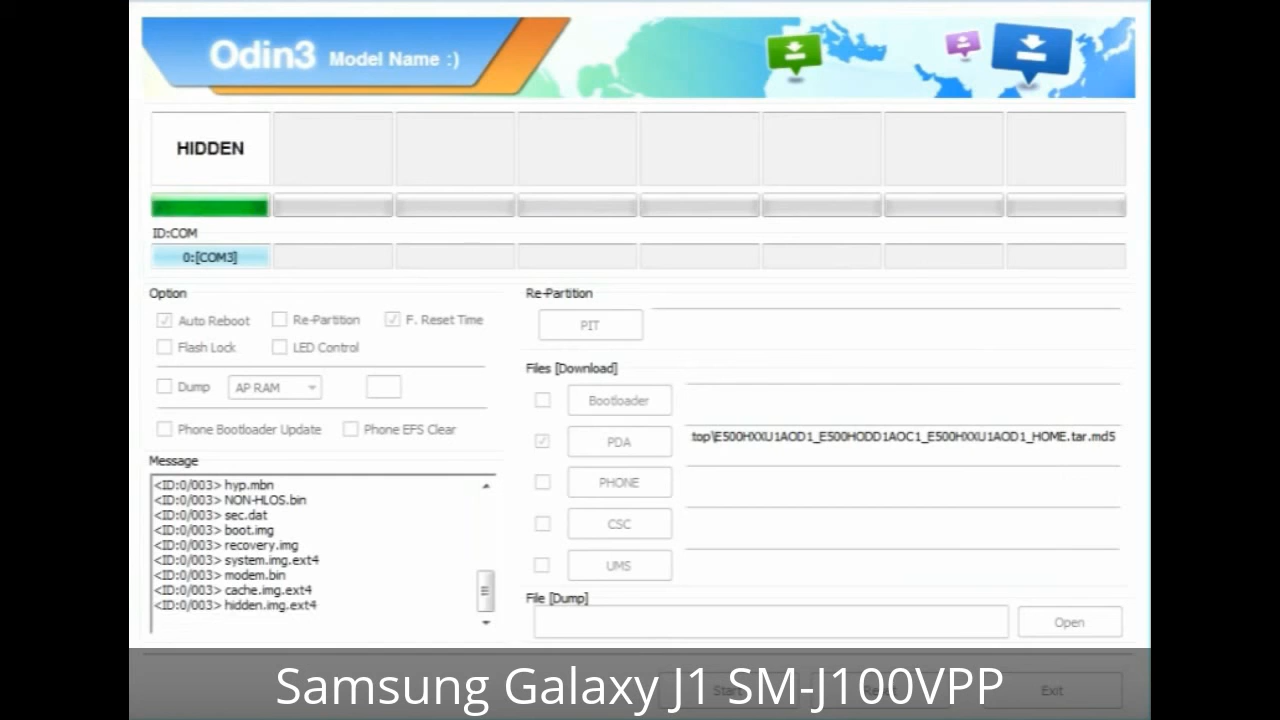 Odin3 Model Name :)
HIDDEN
ID:COM
0:[COM3]
Option
Auto Reboot
Re-Partition
F. Reset Time
Flash Lock
LED Control
Dump
AP RAM
Phone Bootloader Update
Phone EFS Clear
Message
<ID:0/003> hyp.mbn
<ID:0/003> NON-HLOS.bin
<ID:0/003> sec.dat
<ID:0/003> boot.img
<ID:0/003> recovery.img
<ID:0/003> system.img.ext4
<ID:0/003> modem.bin
<ID:0/003> cache.img.ext4
<ID:0/003> hidden.img.ext4
Re-Partition
PIT
Files [Download]
Bootloader
PDA
top\E500HXXU1AOD1_E500HODD1AOC1_E500HXXU1AOD1_HOME.tar.md5
PHONE
CSC
UMS
File [Dump]
Open
Start
Reset
Exit
Samsung Galaxy J1 SM-J100VPP